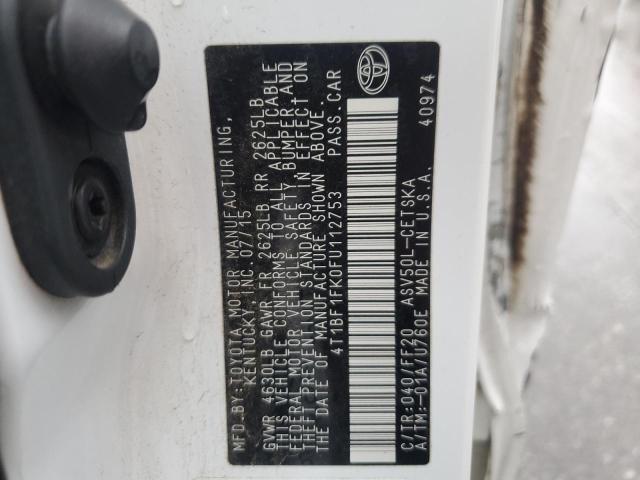 MFD. BY: TOYOTA MOTOR MANUFACTURING,
KENTUCKY, INC. 07/15
GVWR 4630LB GAWR FR 2625LB RR 2625LB
THIS VEHICLE CONFORMS TO ALL APPLICABLE
FEDERAL MOTOR VEHICLE SAFETY, BUMPER, AND
THEFT PREVENTION STANDARDS IN EFFECT ON
THE DATE OF MANUFACTURE SHOWN ABOVE.
4T1BF1FK0FU112753 PASS. CAR
C/TR: 040/FF20 ASV50L-CETSKA
A/TM: -01A/U760E MADE IN U.S.A.
40974